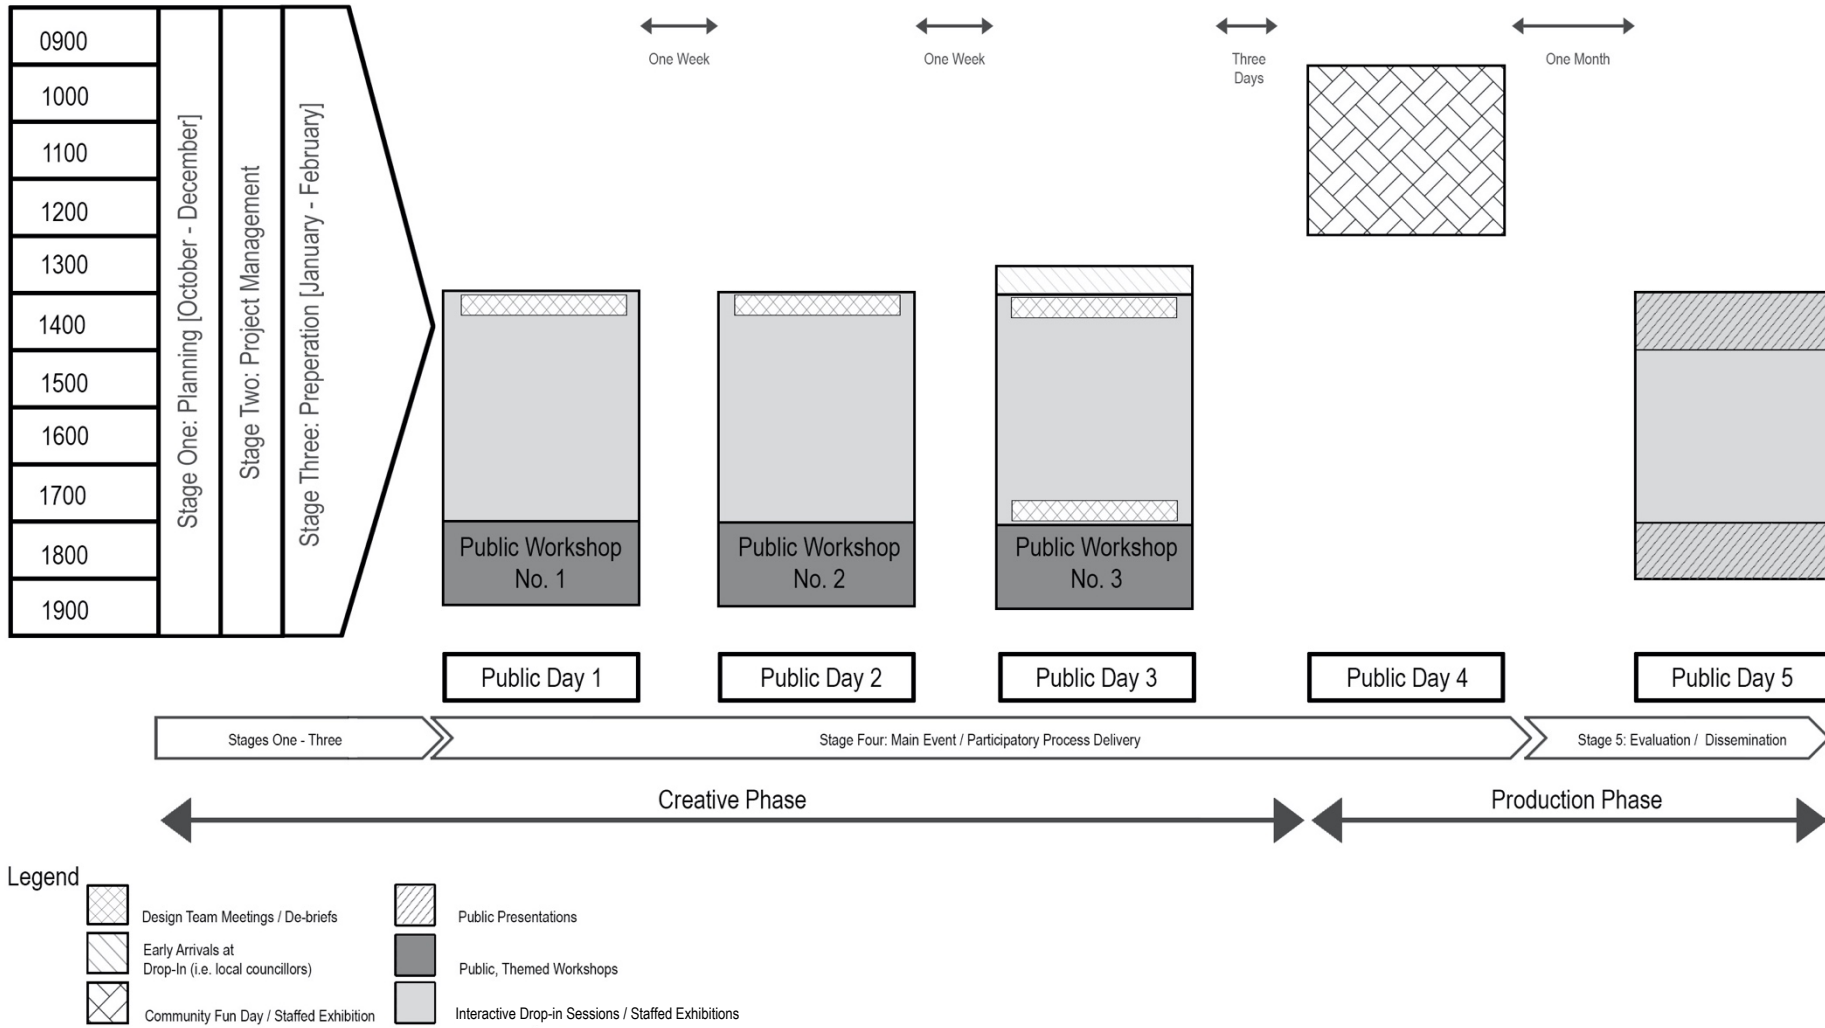 0900
1000
1100
1200
1300
1400
1500
1600
1700
1800
1900
Stage One: Planning [October - December]
Stage Two: Project Management
Stage Three: Preperation [January - February]
One Week
One Week
Three
Days
One Month
Public Workshop
No. 1
Public Workshop
No. 2
Public Workshop
No. 3
Public Day 1
Public Day 2
Public Day 3
Public Day 4
Public Day 5
Stages One - Three
Stage Four: Main Event / Participatory Process Delivery
Stage 5: Evaluation / Dissemination
Creative Phase
Production Phase
Legend
Design Team Meetings / De-briefs
Early Arrivals at
Drop-In (i.e. local councillors)
Community Fun Day / Staffed Exhibition
Public Presentations
Public, Themed Workshops
Interactive Drop-in Sessions / Staffed Exhibitions